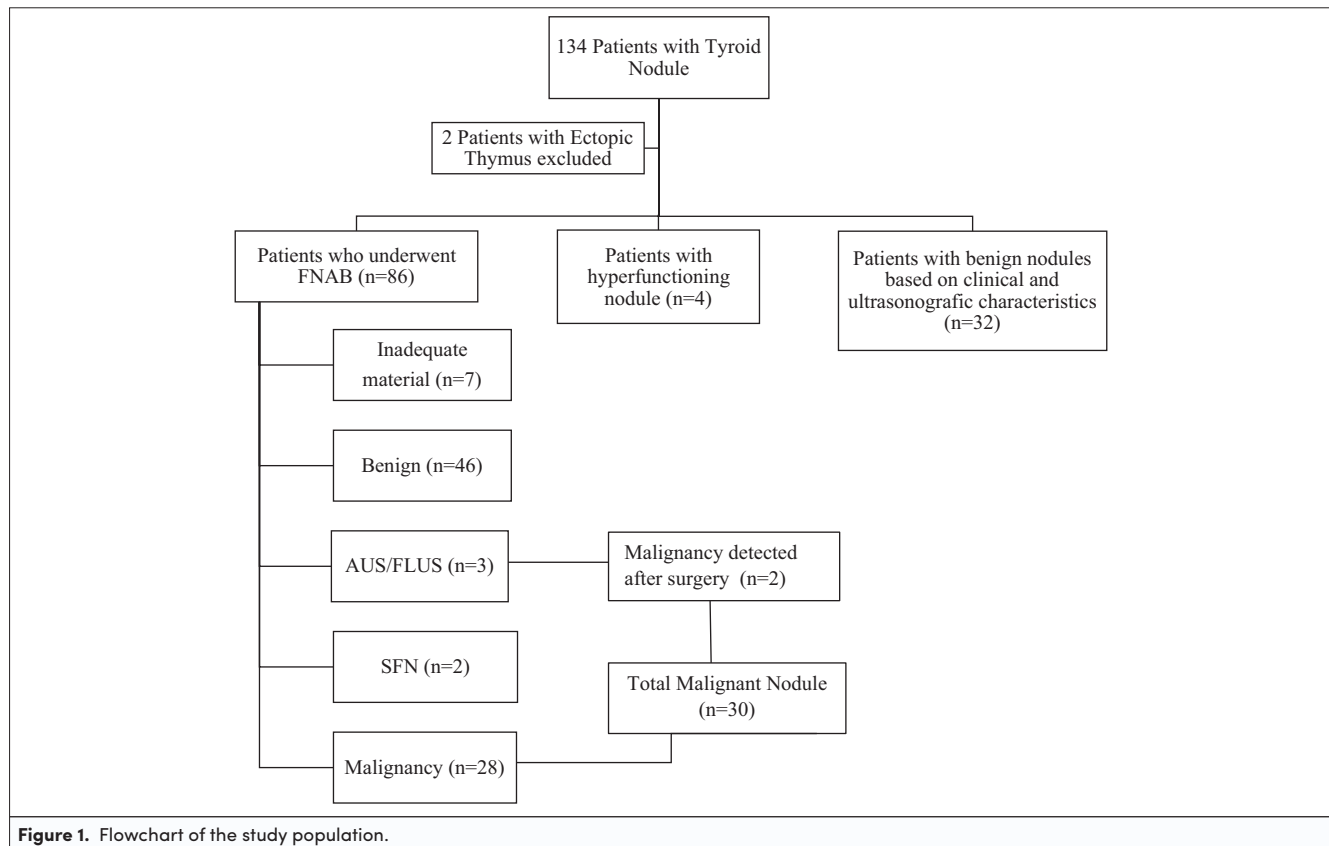 134 Patients with Tyroid
Nodule
2 Patients with Ectopic
Thymus excluded
Patients who underwent
FNAB (n=86)
Patients with
hyperfunctioning
nodule (n=4)
Patients with benign nodules
based on clinical and
ultrasonografic characteristics
(n=32)
Inadequate
material (n=7)
Benign (n=46)
AUS/FLUS (n=3)
Malignancy detected
after surgery (n=2)
SFN (n=2)
Total Malignant Nodule
(n=30)
Malignancy (n=28)
Figure 1. Flowchart of the study population.